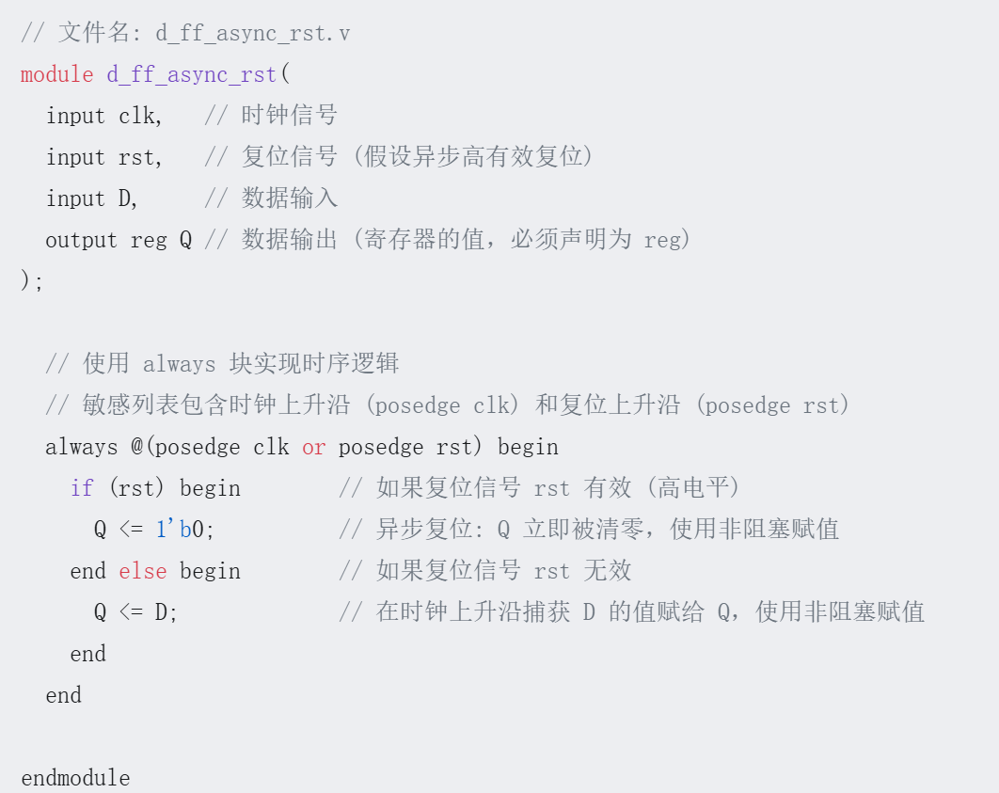 // 文件名: d_ff_async_rst.v
module d_ff_async_rst(
  input clk,   // 时钟信号
  input rst,   // 复位信号 (假设异步高有效复位)
  input D,     // 数据输入
  output reg Q // 数据输出 (寄存器的值，必须声明为 reg)
);

  // 使用 always 块实现时序逻辑
  // 敏感列表包含时钟上升沿 (posedge clk) 和复位上升沿 (posedge rst)
  always @(posedge clk or posedge rst) begin
    if (rst) begin        // 如果复位信号 rst 有效 (高电平)
      Q <= 1'b0;          // 异步复位: Q 立即被清零，使用非阻塞赋值
    end else begin        // 如果复位信号 rst 无效
      Q <= D;             // 在时钟上升沿捕获 D 的值赋给 Q，使用非阻塞赋值
    end
  end

endmodule